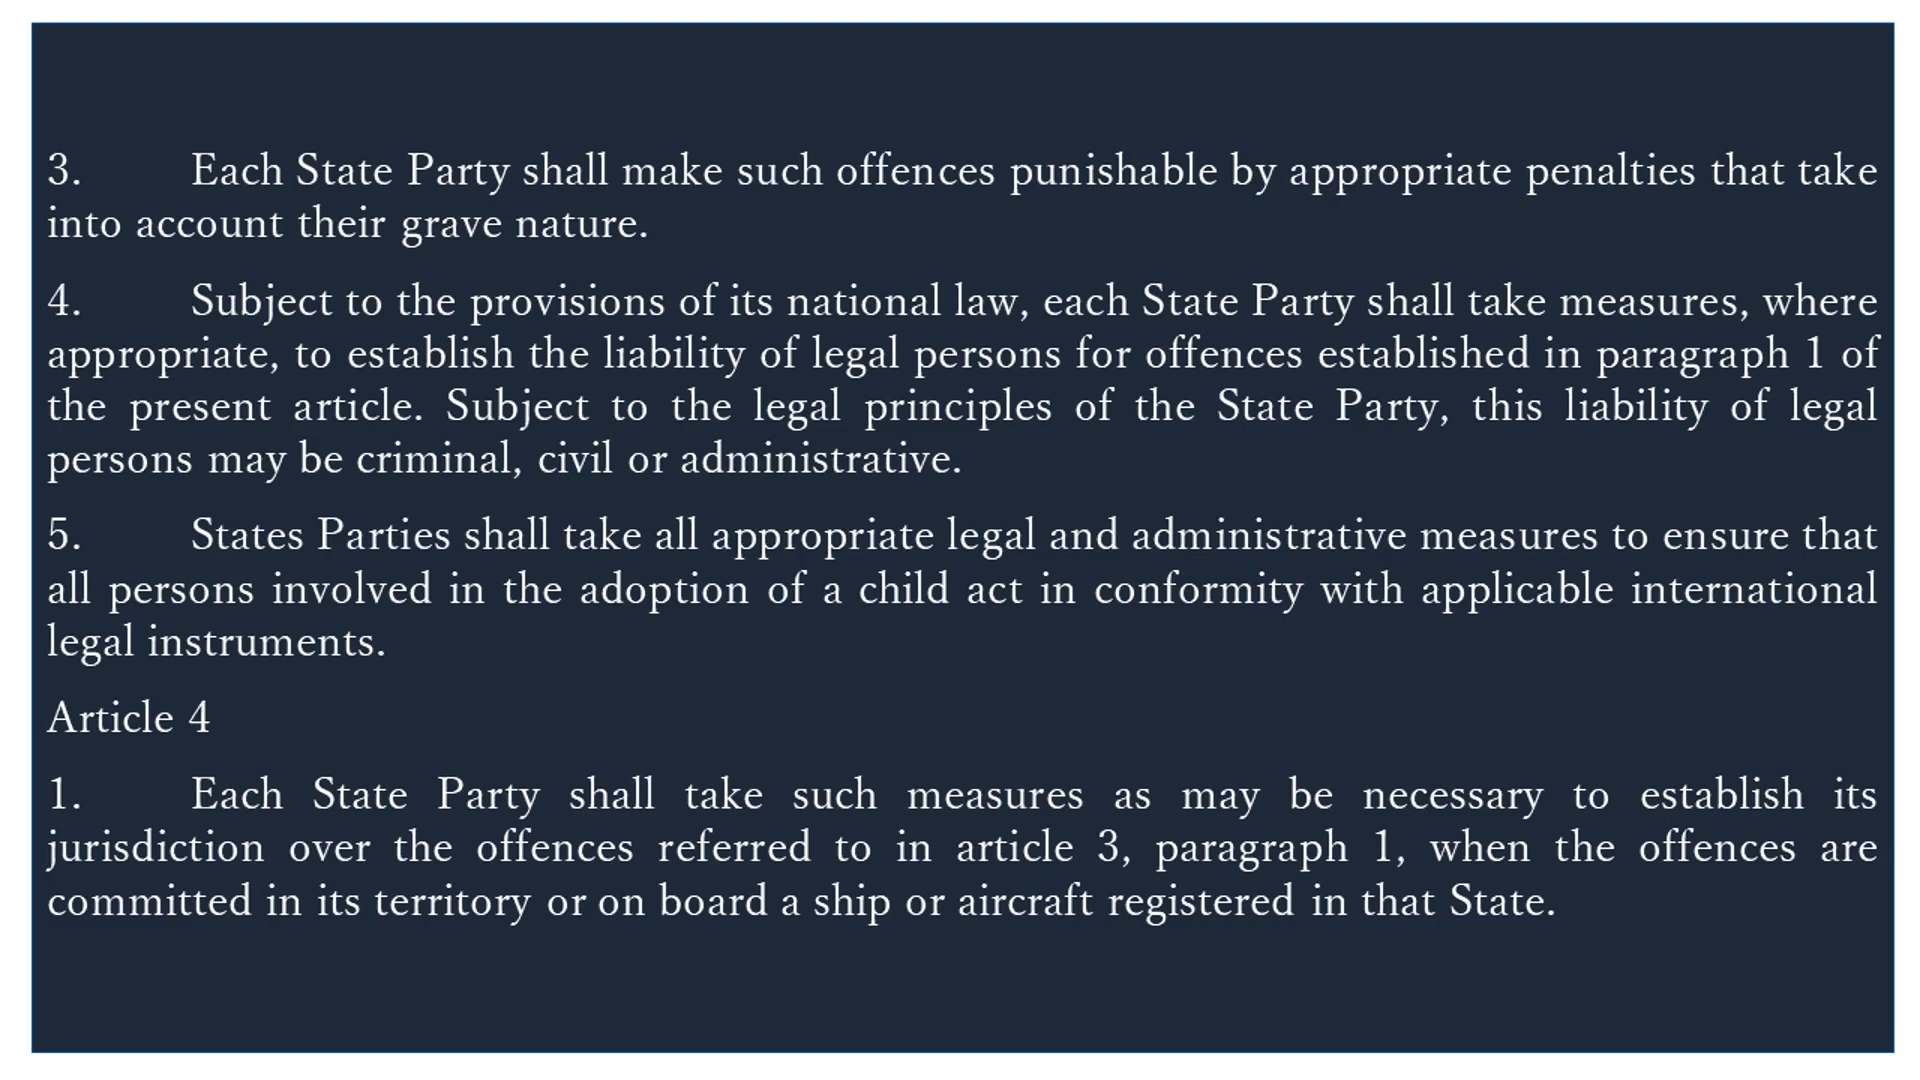 3. Each State Party shall make such offences punishable by appropriate penalties that take
into account their grave nature.
4. Subject to the provisions of its national law, each State Party shall take measures, where
appropriate, to establish the liability of legal persons for offences established in paragraph 1 of
the present article. Subject to the legal principles of the State Party, this liability of legal
persons may be criminal, civil or administrative.
5. States Parties shall take all appropriate legal and administrative measures to ensure that
all persons involved in the adoption of a child act in conformity with applicable international
legal instruments.
Article 4
1. Each State Party shall take such measures as may be necessary to establish its
jurisdiction over the offences referred to in article 3, paragraph 1, when the offences are
committed in its territory or on board a ship or aircraft registered in that State.